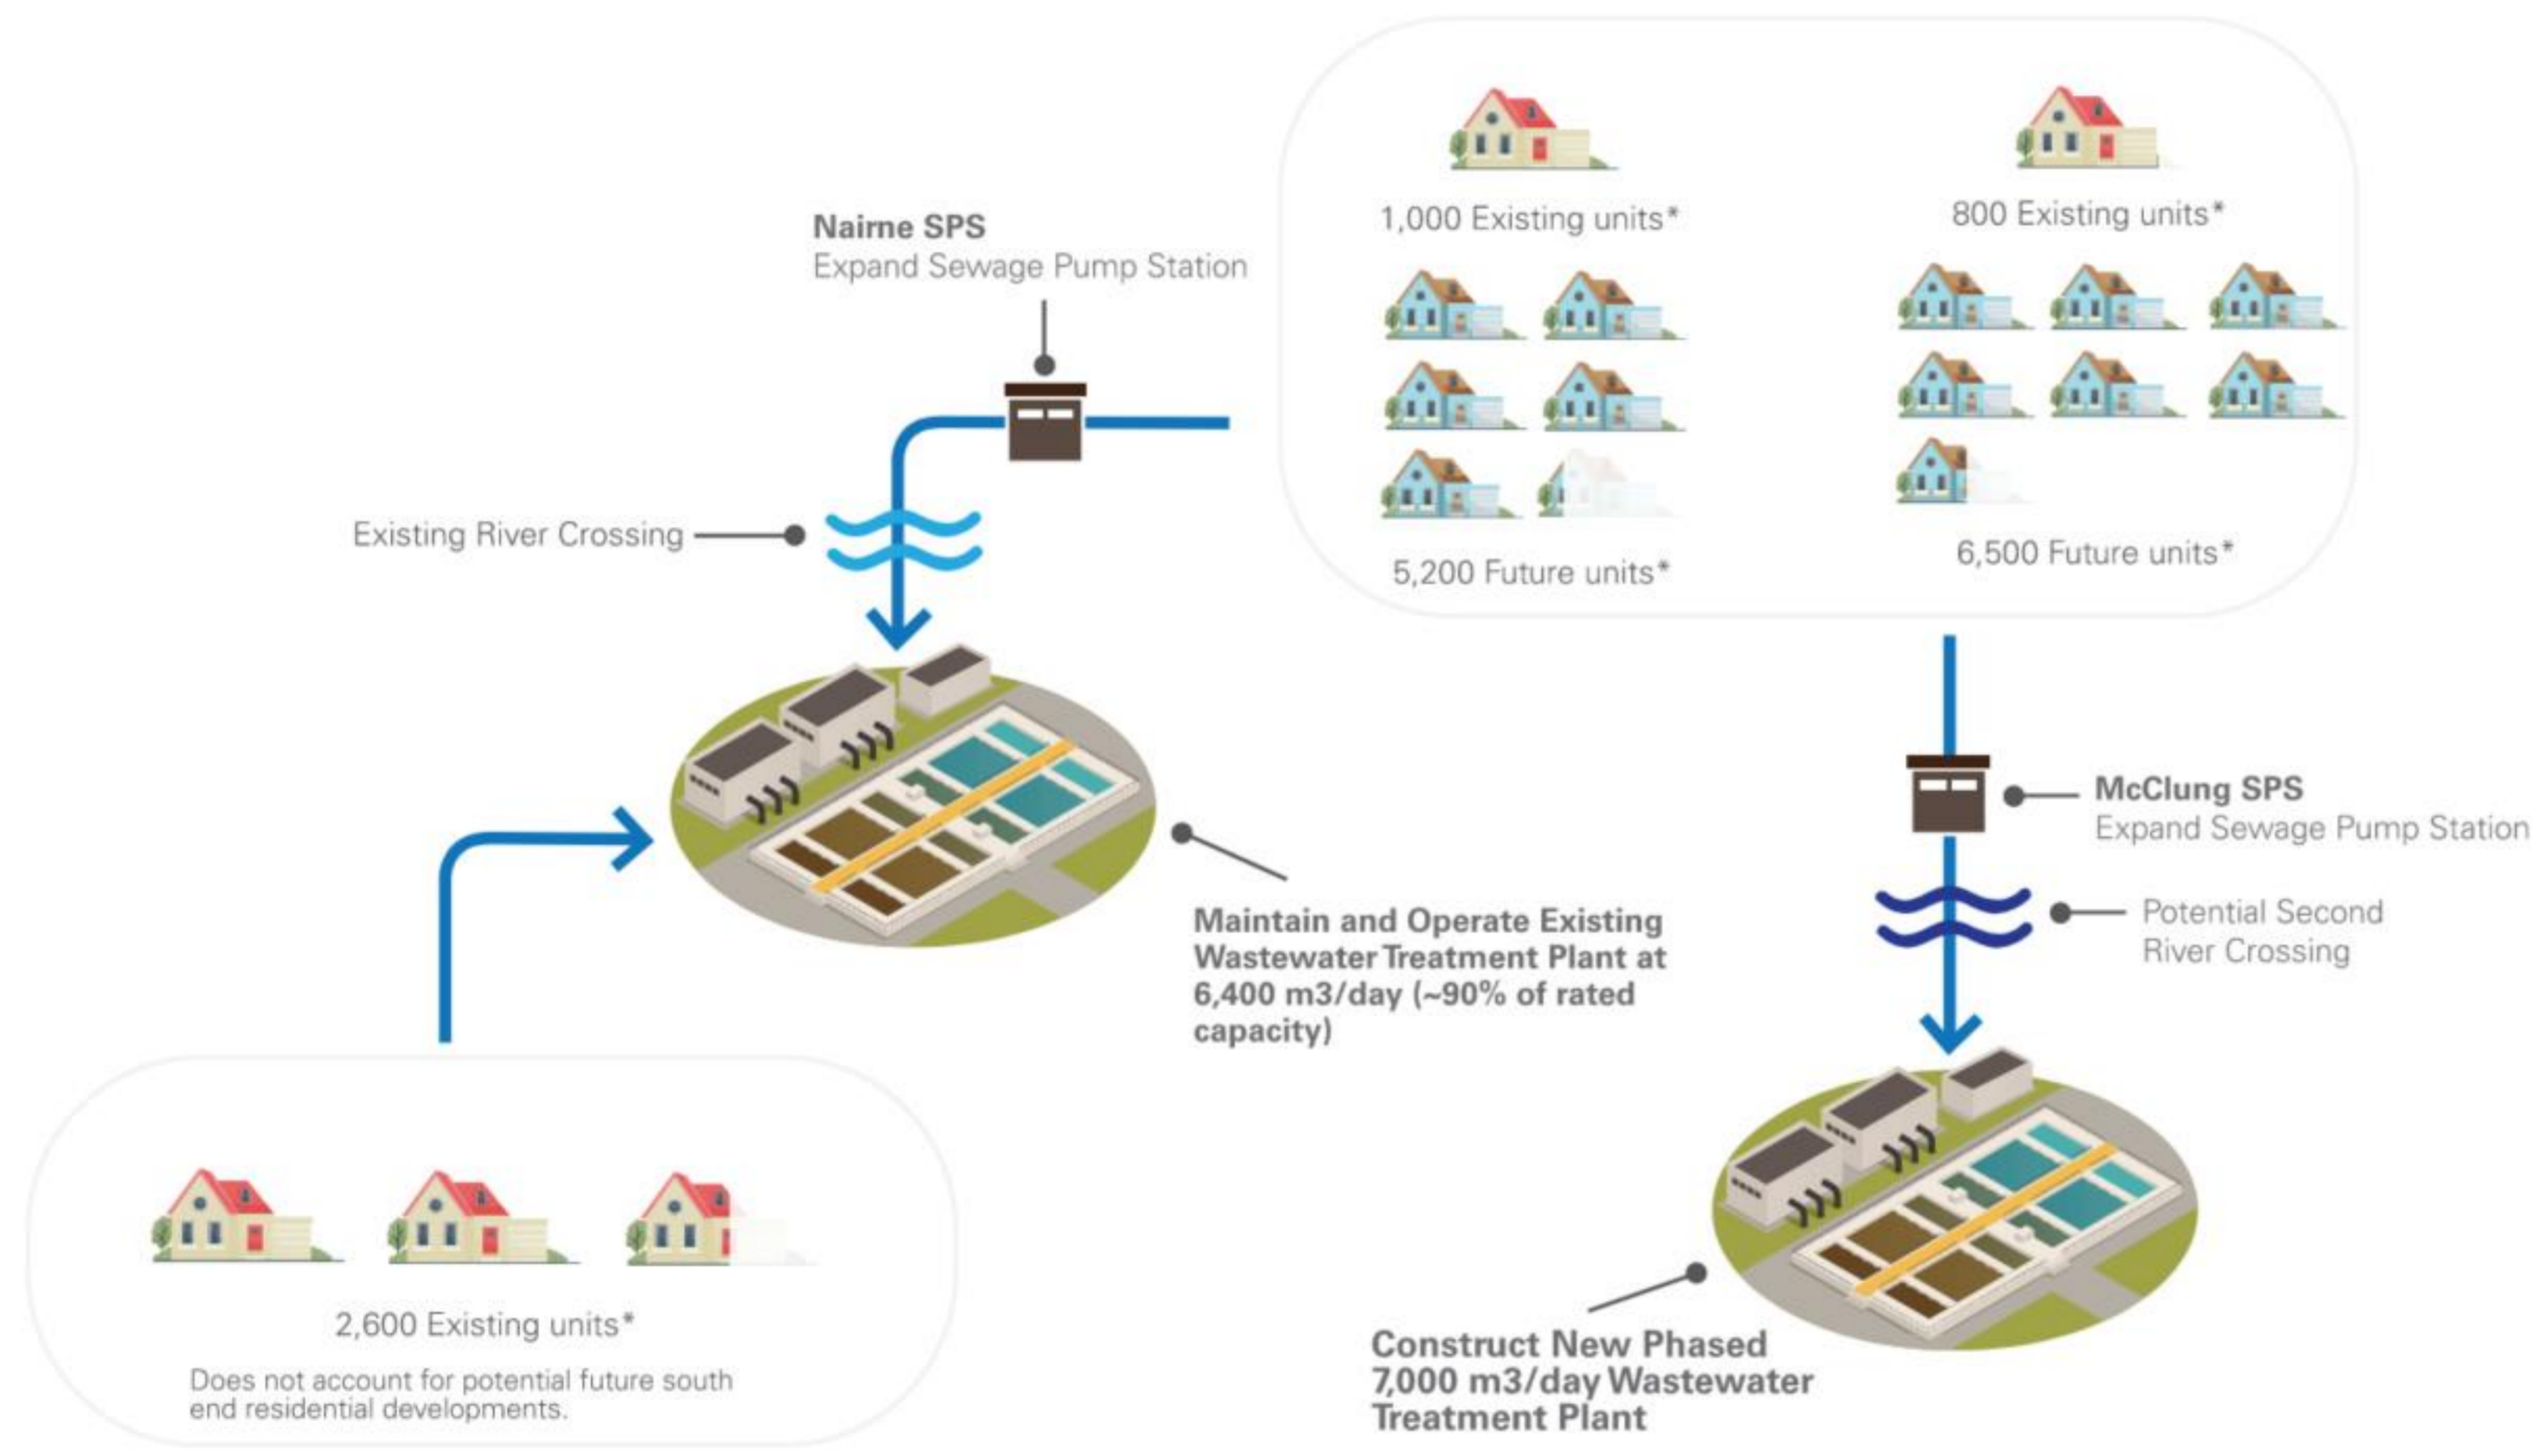 Nairne SPS
Expand Sewage Pump Station
Existing River Crossing
1,000 Existing units*
5,200 Future units*
800 Existing units*
6,500 Future units*
Maintain and Operate Existing
Wastewater Treatment Plant at
6,400 m3/day (~90% of rated
capacity)
McClung SPS
Expand Sewage Pump Station
Potential Second
River Crossing
2,600 Existing units*
Does not account for potential future south
end residential developments.
Construct New Phased
7,000 m3/day Wastewater
Treatment Plant